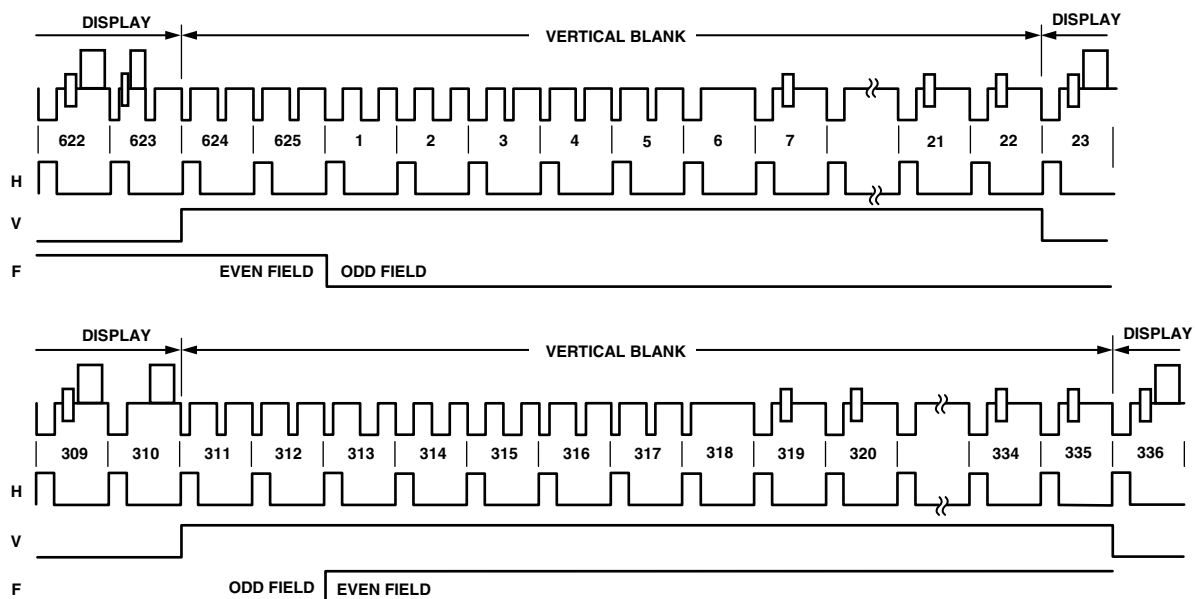 DISPLAY VERTICAL BLANK DISPLAY
622 623 624 625 1 2 3 4 5 6 7 21 22 23
H
V
F EVEN FIELD ODD FIELD
DISPLAY VERTICAL BLANK DISPLAY
309 310 311 312 313 314 315 316 317 318 319 320 334 335 336
H
V
F ODD FIELD EVEN FIELD